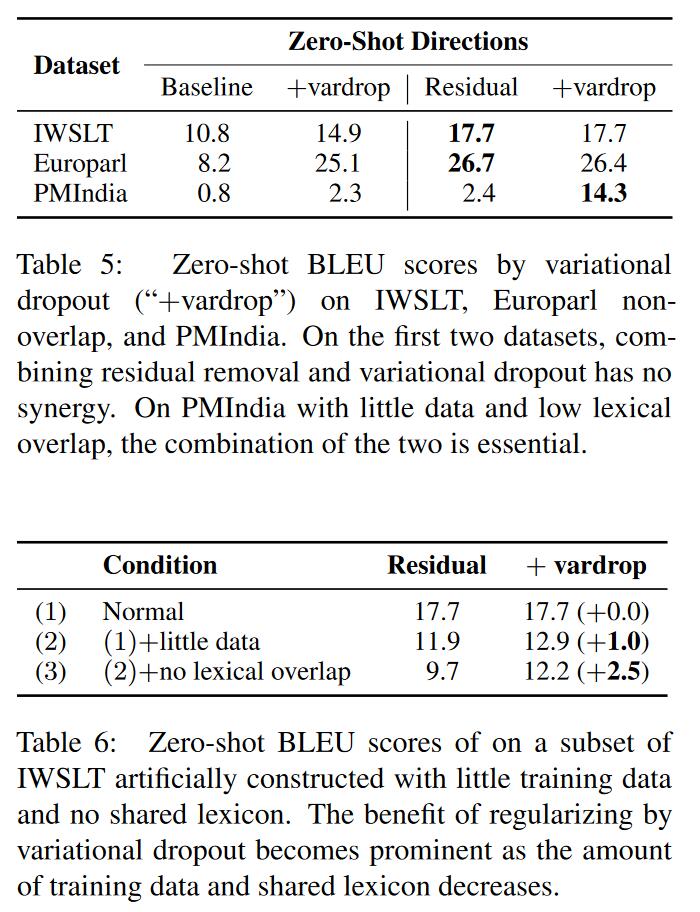 Zero-Shot Directions
Dataset
Baseline +vardrop Residual +vardrop
IWSLT 10.8 14.9 17.7 17.7
Europarl 8.2 25.1 26.7 26.4
PMIndia 0.8 2.3 2.4 14.3
Table 5: Zero-shot BLEU scores by variational
dropout (“+vardrop”) on IWSLT, Europarl non-
overlap, and PMIndia. On the first two datasets, com-
bining residual removal and variational dropout has no
synergy. On PMIndia with little data and low lexical
overlap, the combination of the two is essential.
Condition Residual + vardrop
(1) Normal 17.7 17.7 (+0.0)
(2) (1)+little data 11.9 12.9 (+1.0)
(3) (2)+no lexical overlap 9.7 12.2 (+2.5)
Table 6: Zero-shot BLEU scores of on a subset of
IWSLT artificially constructed with little training data
and no shared lexicon. The benefit of regularizing by
variational dropout becomes prominent as the amount
of training data and shared lexicon decreases.